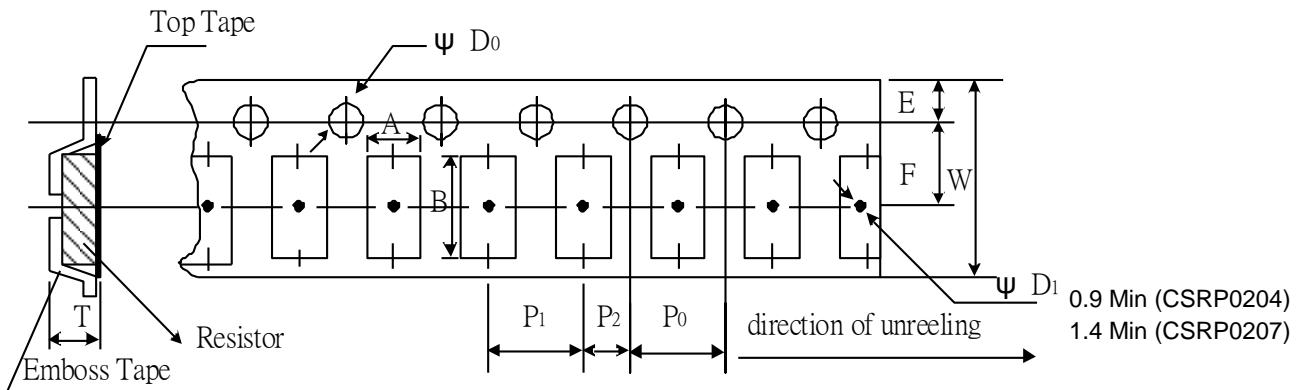 Top Tape
Ψ D0
E
A
F
W
B
Ψ D1
0.9 Min (CSRP0204)
1.4 Min (CSRP0207)
T
P1
P2
P0
direction of unreeling
Resistor
Emboss Tape